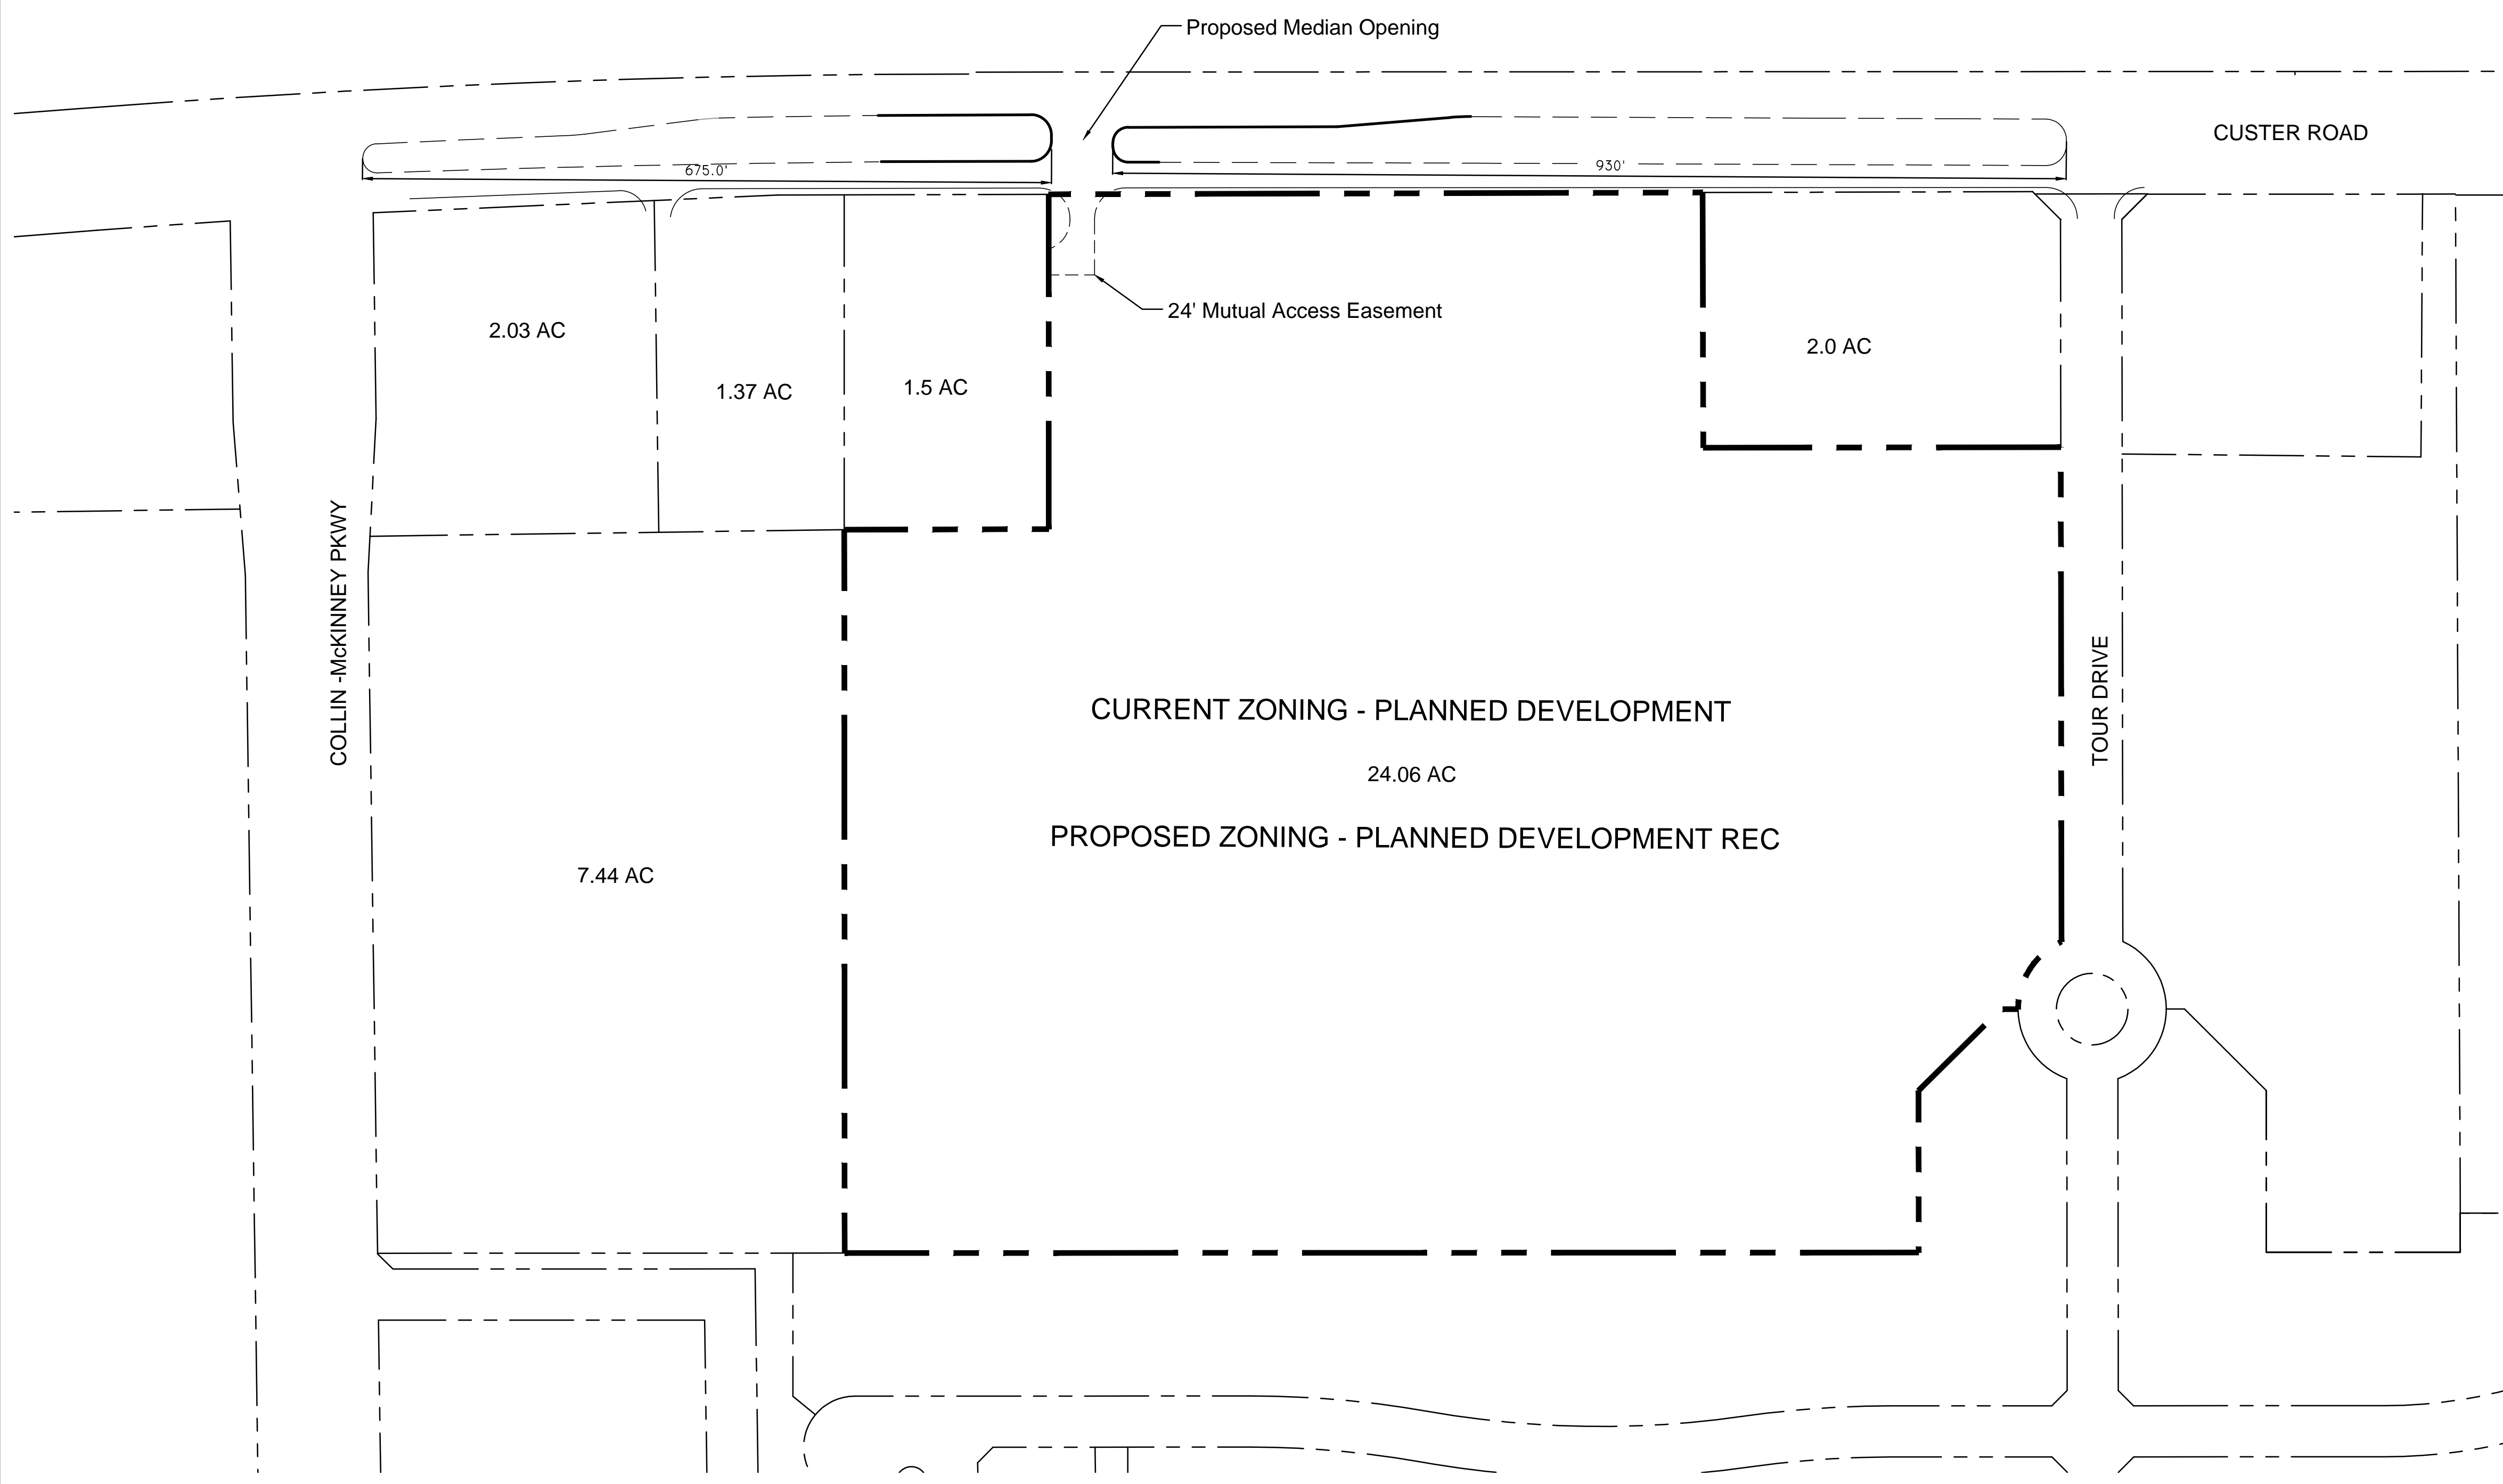 Proposed Median Opening
CUSTER ROAD
675.0'
930'
24' Mutual Access Easement
2.03 AC
1.37 AC
1.5 AC
2.0 AC
COLLIN -McKINNEY PKWY
TOUR DRIVE
CURRENT ZONING - PLANNED DEVELOPMENT
24.06 AC
PROPOSED ZONING - PLANNED DEVELOPMENT REC
7.44 AC